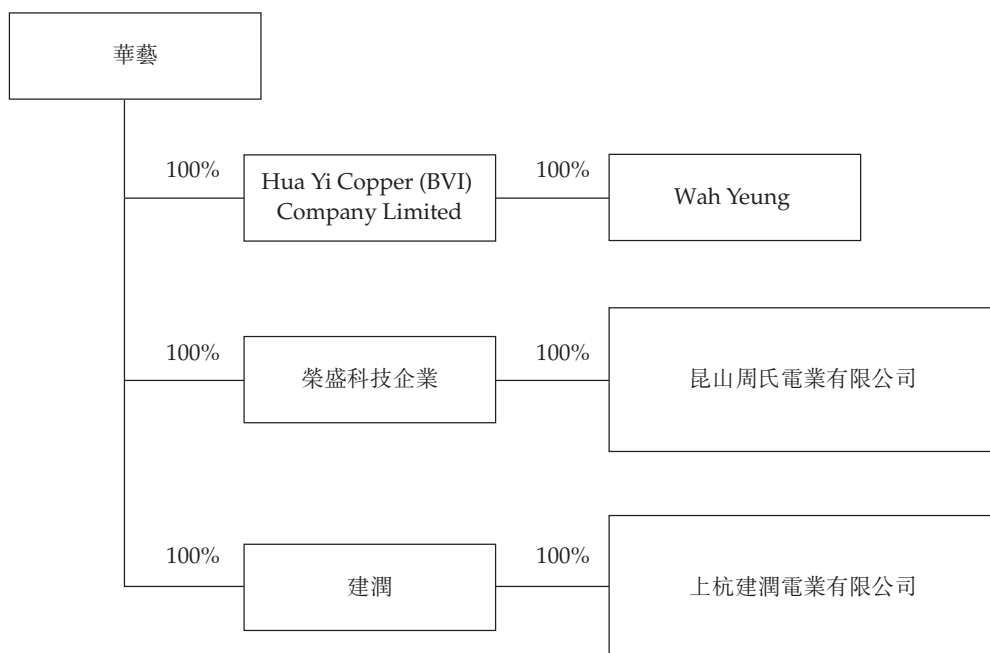 華藝
100%
Hua Yi Copper (BVI)
Company Limited
100%
Wah Yeung
100%
榮盛科技企業
100%
昆山周氏電業有限公司
100%
建潤
100%
上杭建潤電業有限公司